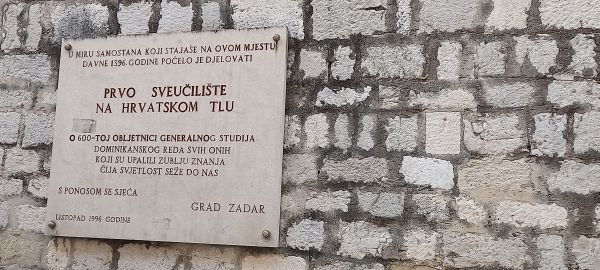 U MIRU SAMOSTANA KOJI STAJAŠE NA OVOM MJESTU
DAVNE 1396. GODINE POČELO JE DJELOVATI
PRVO SVEUČILIŠTE
NA HRVATSKOM TLU
O 600-TOJ OBLJETNICI GENERALNOG STUDIJA
DOMINIKANSKOG REDA SVIH ONIH
KOJI SU UPALILI ZUBLJU ZNANJA
ČIJA SVJETLOST SEŽE DO NAS
S PONOSOM SE SJEĆA
GRAD ZADAR
LISTOPAD 1996. GODINE